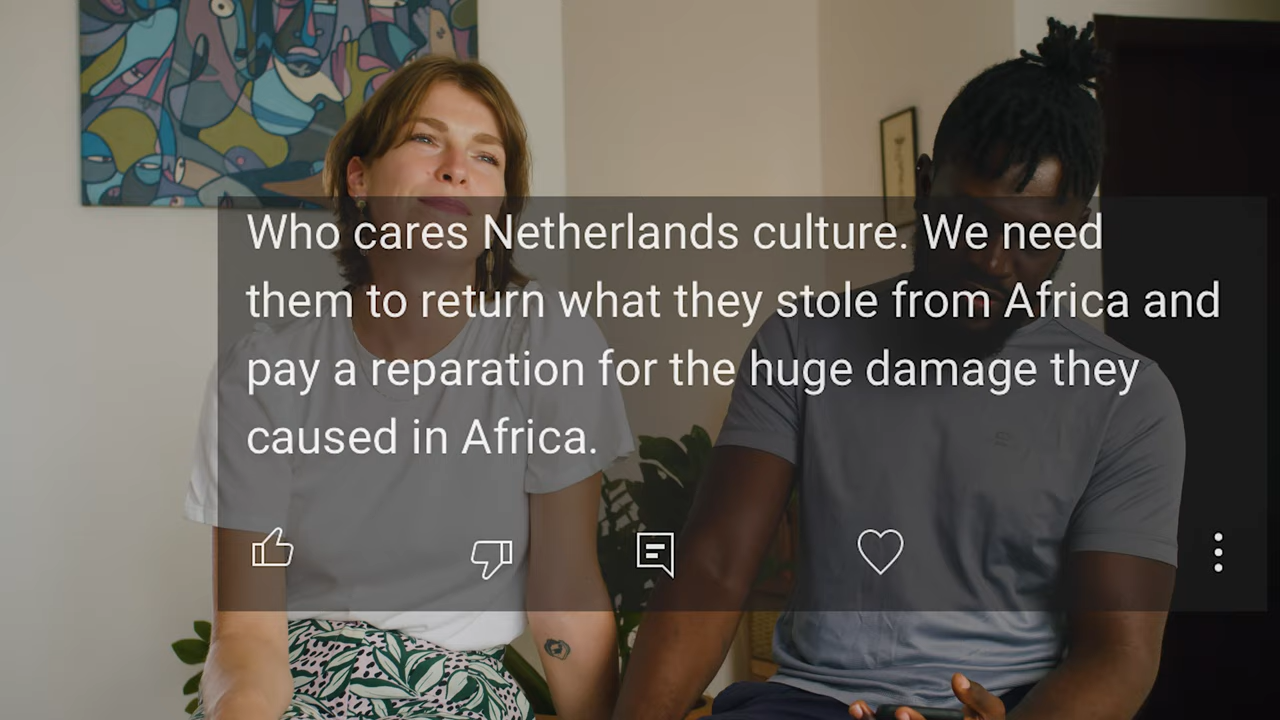 Who cares Netherlands culture. We need
them to return what they stole from Africa and
pay a reparation for the huge damage they
caused in Africa.